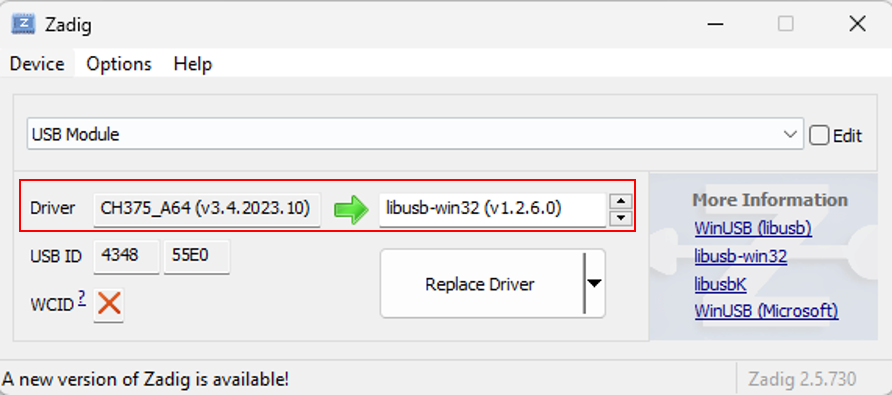 Zadig
Device Options Help
USB Module
Edit
Driver CH375_A64 (v3.4.2023.10) libusb-win32 (v1.2.6.0)
USB ID 4348 55E0
WCID ?
Replace Driver
More Information
WinUSB (libusb)
libusb-win32
libusbK
WinUSB (Microsoft)
A new version of Zadig is available!
Zadig 2.5.730